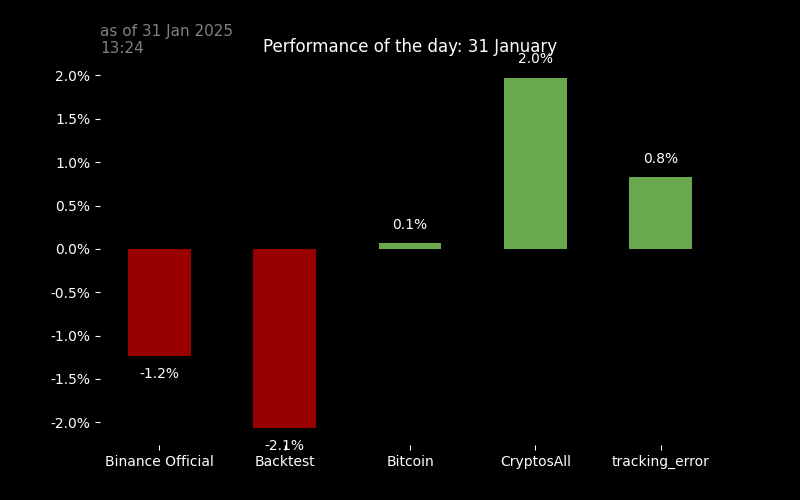 as of 31 Jan 2025
13:24
Performance of the day: 31 January
2.0%
2.0%
1.5%
1.0%
0.8%
0.5%
0.1%
0.0%
-0.5%
-1.0%
-1.2%
-1.5%
-2.0%
-2.1%
Binance Official
Backtest
Bitcoin
CryptosAll
tracking_error